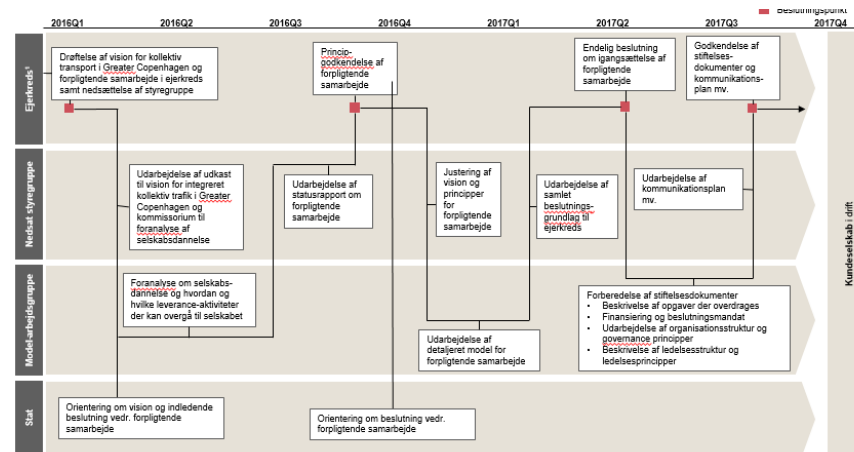 Beslutningspunkt
2016Q1
2016Q2
2016Q3
2016Q4
2017Q1
2017Q2
2017Q3
2017Q4
Ejerkreds¹
Drøftelse af vision for kollektiv
transport i Greater Copenhagen og
forpligtende samarbejde i ejerkreds
samt nedsættelse af styregruppe
Princip-
godkendelse af
forpligtende
samarbejde
Endelig beslutning
om igangsættelse af
forpligtende
samarbejde
Godkendelse af
stiftelses-
dokumenter og
kommunikations-
plan mv.
Nedsat styregruppe
Udarbejdelse af udkast
til vision for integreret
kollektiv trafik i Greater
Copenhagen og
kommissorium til
foranalyse af
selskabsdannelse
Udarbejdelse af
statusrapport om
forpligtende
samarbejde
Justering af
vision og
principper
for
forpligtende
samarbejde
Udarbejdelse af
samlet
beslutnings-
grundlag til
ejerkreds
Udarbejdelse af
kommunikationsplan
mv.
Model-arbejdsgruppe
Foranalyse om selskabs-
dannelse og hvordan og
hvilke leverance-aktiviteter
der kan overgå til selskabet
Udarbejdelse af
detaljeret model for
forpligtende samarbejde
Forberedelse af stiftelsesdokumenter
• Beskrivelse af opgaver der overdrages
• Finansiering og beslutningsmandat
• Udarbejdelse af organisationsstruktur og
governance principper
• Beskrivelse af ledelsesstruktur og
ledelsesprincipper
Stat
Orientering om vision og indledende
beslutning vedr. forpligtende
samarbejde
Orientering om beslutning vedr.
forpligtende samarbejde
Kundeselskab i drift